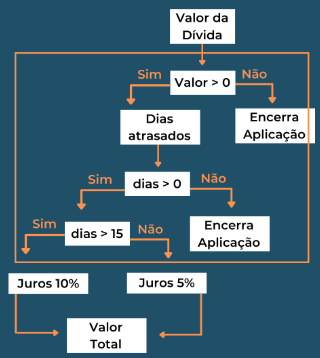 Valor da
Dívida
Sim
Valor > 0
Não
Dias
atrasados
Encerra
Aplicação
Sim
dias > 0
Não
Sim
dias > 15
Não
Encerra
Aplicação
Juros 10%
Juros 5%
Valor
Total